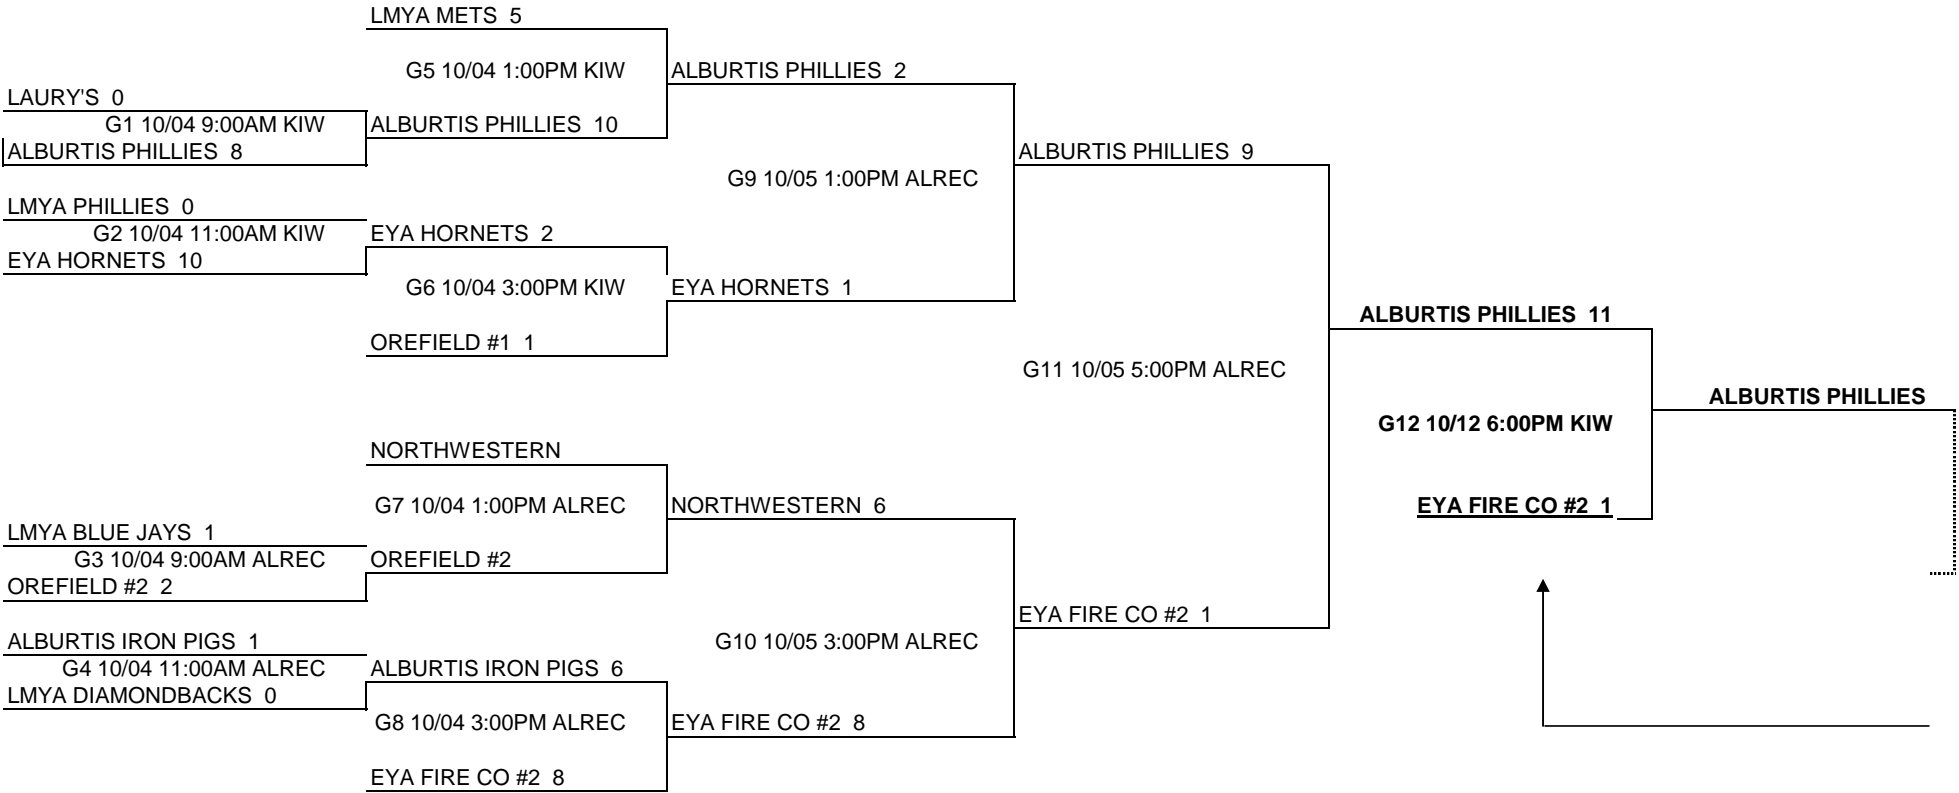 LMYA METS 5
G5 10/04 1:00PM KIW
ALBURTIS PHILLIES 2
LAURY'S 0
G1 10/04 9:00AM KIW
ALBURTIS PHILLIES 10
ALBURTIS PHILLIES 8
ALBURTIS PHILLIES 9
G9 10/05 1:00PM ALREC
LMYA PHILLIES 0
G2 10/04 11:00AM KIW
EYA HORNETS 2
EYA HORNETS 10
G6 10/04 3:00PM KIW
EYA HORNETS 1
ALBURTIS PHILLIES 11
OREFIELD #1 1
G11 10/05 5:00PM ALREC
ALBURTIS PHILLIES
G12 10/12 6:00PM KIW
NORTHWESTERN
G7 10/04 1:00PM ALREC
NORTHWESTERN 6
EYA FIRE CO #2 1
LMYA BLUE JAYS 1
G3 10/04 9:00AM ALREC
OREFIELD #2
OREFIELD #2 2
EYA FIRE CO #2 1
ALBURTIS IRON PIGS 1
G10 10/05 3:00PM ALREC
G4 10/04 11:00AM ALREC
ALBURTIS IRON PIGS 6
LMYA DIAMONDBACKS 0
G8 10/04 3:00PM ALREC
EYA FIRE CO #2 8
EYA FIRE CO #2 8